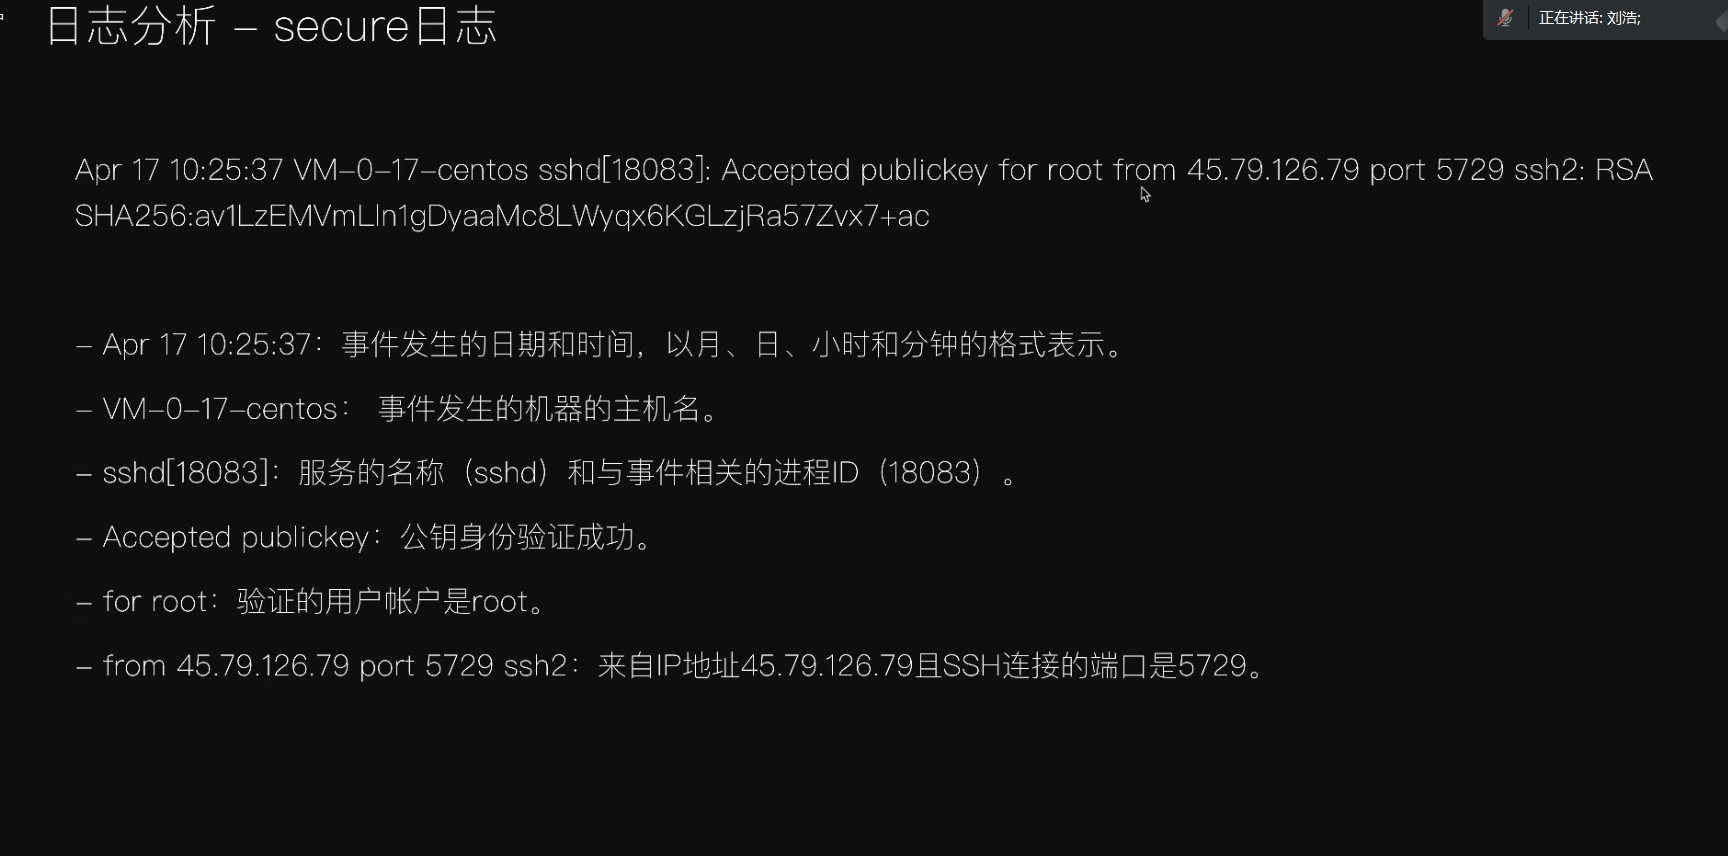 日志分析 – secure日志
正在讲话: 刘浩;
Apr 17 10:25:37 VM-0-17-centos sshd[18083]: Accepted publickey for root from 45.79.126.79 port 5729 ssh2: RSA
SHA256:av1LzEMVmLIn1gDyaaMc8LWyqx6KGLzjRa57Zvx7+ac
– Apr 17 10:25:37：事件发生的日期和时间，以月、日、小时和分钟的格式表示。
– VM-0-17-centos： 事件发生的机器的主机名。
– sshd[18083]：服务的名称（sshd）和与事件相关的进程ID（18083）。
– Accepted publickey：公钥身份验证成功。
– for root：验证的用户帐户是root。
– from 45.79.126.79 port 5729 ssh2：来自IP地址45.79.126.79且SSH连接的端口是5729。